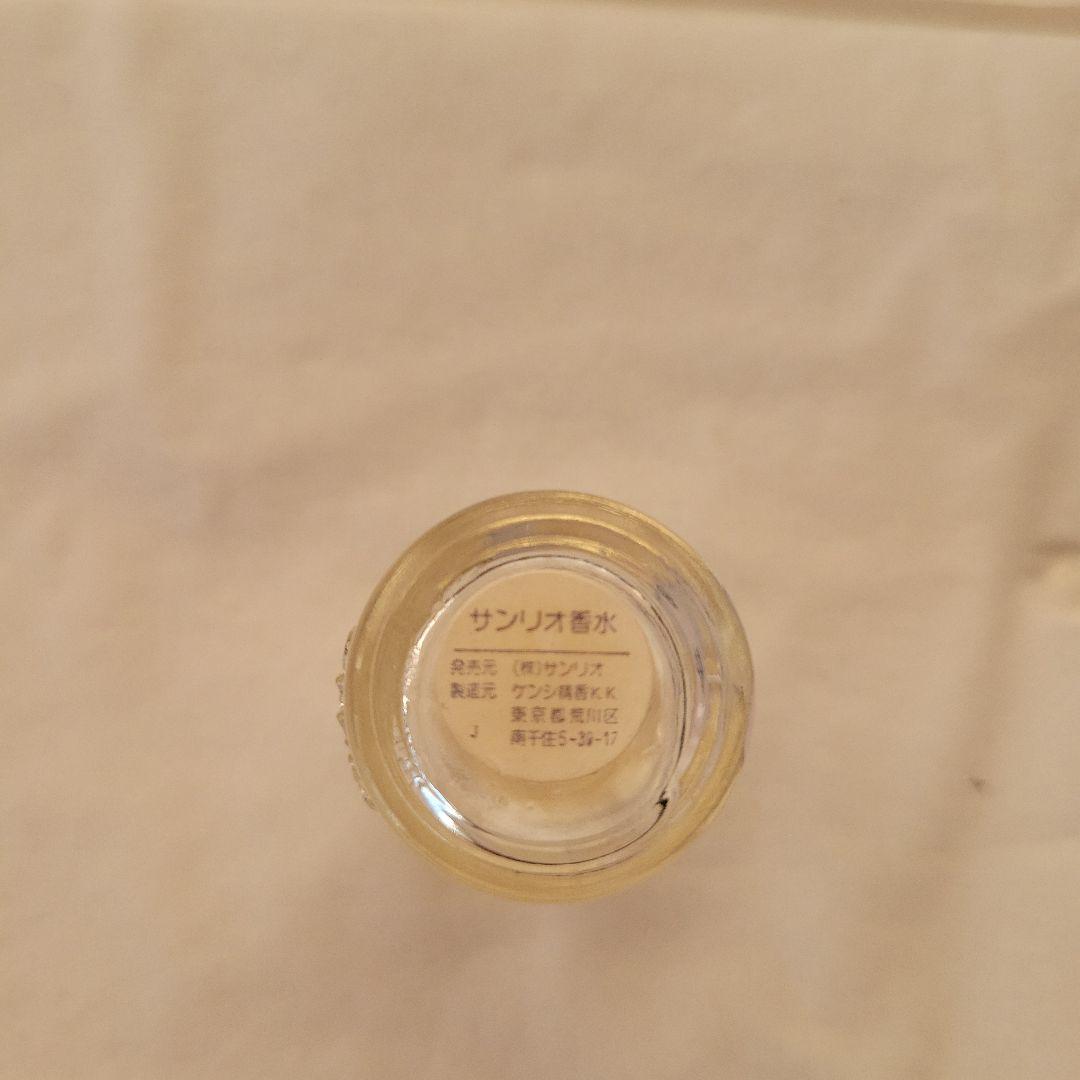 サンリオ香水
発売元 (株)サンリオ
製造元 ケンシ精香KK
東京都荒川区
J 南千住5-39-17